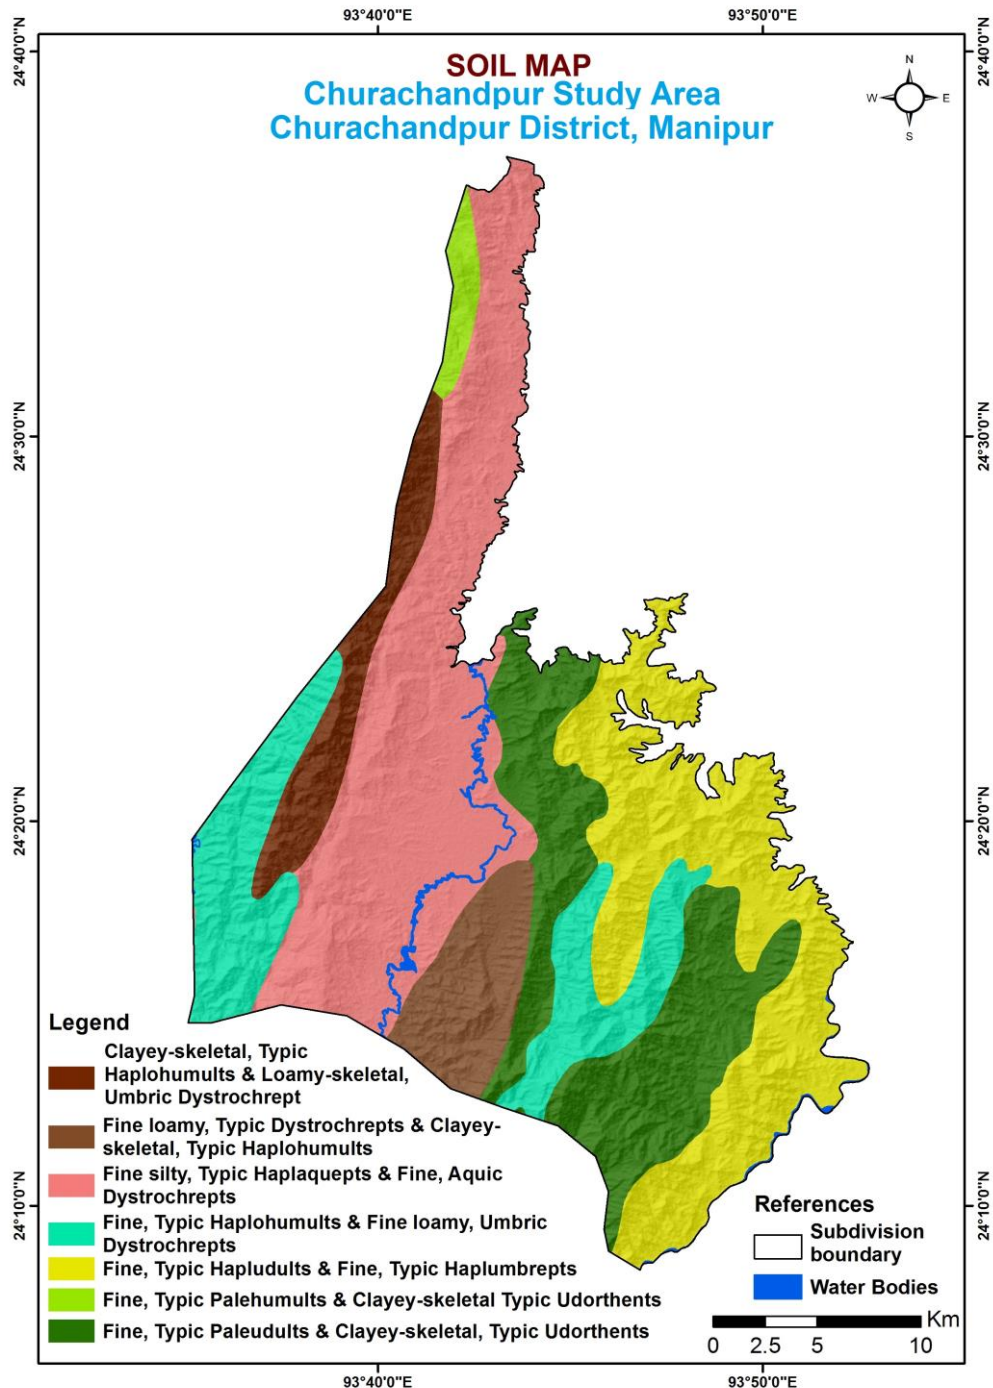 93°40'0"E 93°50'0"E
24°40'0"N 24°40'0"N
SOIL MAP
Churachandpur Study Area
Churachandpur District, Manipur
N
W E
S
24°30'0"N 24°30'0"N
24°20'0"N 24°20'0"N
24°10'0"N 24°10'0"N
Legend
Clayey-skeletal, Typic
Haplohumults & Loamy-skeletal,
Umbric Dystrochrept
Fine loamy, Typic Dystrochrepts & Clayey-
skeletal, Typic Haplohumults
Fine silty, Typic Haplaquepts & Fine, Aquic
Dystrochrepts
Fine, Typic Haplohumults & Fine loamy, Umbric
Dystrochrepts
Fine, Typic Hapludults & Fine, Typic Haplumbrepts
Fine, Typic Palehumults & Clayey-skeletal Typic Udorthents
Fine, Typic Paleudults & Clayey-skeletal, Typic Udorthents
References
Subdivision
boundary
Water Bodies
Km
0 2.5 5 10
93°40'0"E 93°50'0"E